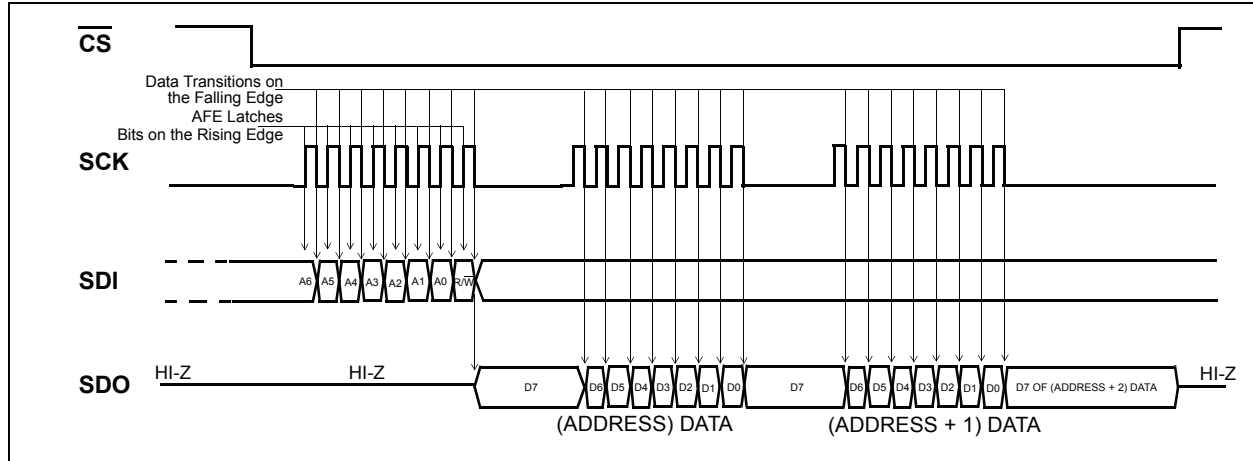 CS
Data Transitions on
the Falling Edge
AFE Latches
Bits on the Rising Edge
SCK
SDI
A6 A5 A4 A3 A2 A1 A0 R/W
SDO
HI-Z HI-Z D7 D6 D5 D4 D3 D2 D1 D0 D7 D6 D5 D4 D3 D2 D1 D0 D7 OF (ADDRESS + 2) DATA HI-Z
(ADDRESS) DATA (ADDRESS + 1) DATA